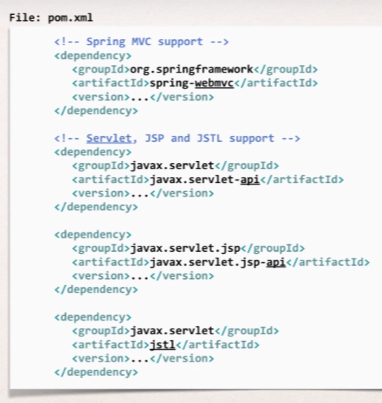 File: pom.xml
<!-- Spring MVC support -->
<dependency>
<groupId>org.springframework</groupId>
<artifactId>spring-webmvc</artifactId>
<version>...</version>
</dependency>
<!-- Servlet, JSP and JSTL support -->
<dependency>
<groupId>javax.servlet</groupId>
<artifactId>javax.servlet-api</artifactId>
<version>...</version>
</dependency>
<dependency>
<groupId>javax.servlet.jsp</groupId>
<artifactId>javax.servlet.jsp-api</artifactId>
<version>...</version>
</dependency>
<dependency>
<groupId>javax.servlet</groupId>
<artifactId>jstl</artifactId>
<version>...</version>
</dependency>